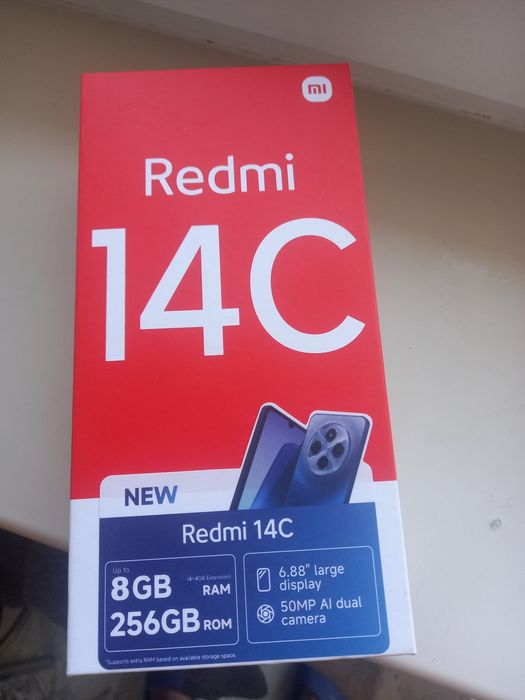 mi
Redmi
14C
NEW
Redmi 14C
Up to
8GB (4+4GB Extension) RAM
256GB ROM
6.88" large
display
50MP AI dual
camera
*Supports extra RAM based on available storage space.